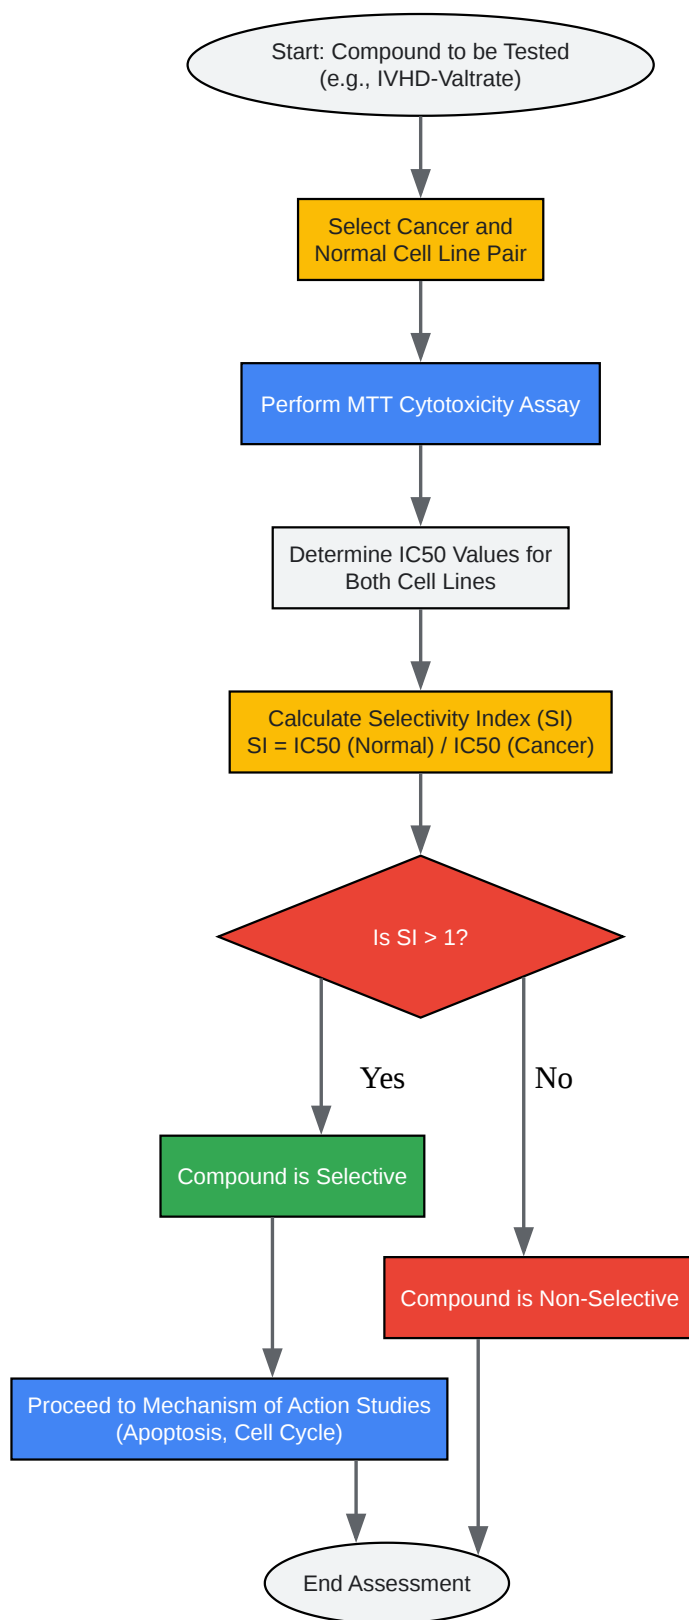 Start: Compound to be Tested
(e.g., IVHD-Valtrate)
Select Cancer and
Normal Cell Line Pair
Perform MTT Cytotoxicity Assay
Determine IC50 Values for
Both Cell Lines
Calculate Selectivity Index (SI)
SI = IC50 (Normal) / IC50 (Cancer)
Is SI > 1?
Yes
No
Compound is Selective
Compound is Non-Selective
Proceed to Mechanism of Action Studies
(Apoptosis, Cell Cycle)
End Assessment